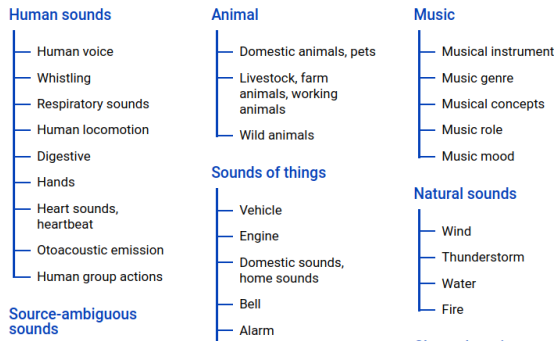 Human sounds
Human voice
Whistling
Respiratory sounds
Human locomotion
Digestive
Hands
Heart sounds,
heartbeat
Otoacoustic emission
Human group actions
Source-ambiguous
sounds
Animal
Domestic animals, pets
Livestock, farm
animals, working
animals
Wild animals
Sounds of things
Vehicle
Engine
Domestic sounds,
home sounds
Bell
Alarm
Music
Musical instrument
Music genre
Musical concepts
Music role
Music mood
Natural sounds
Wind
Thunderstorm
Water
Fire